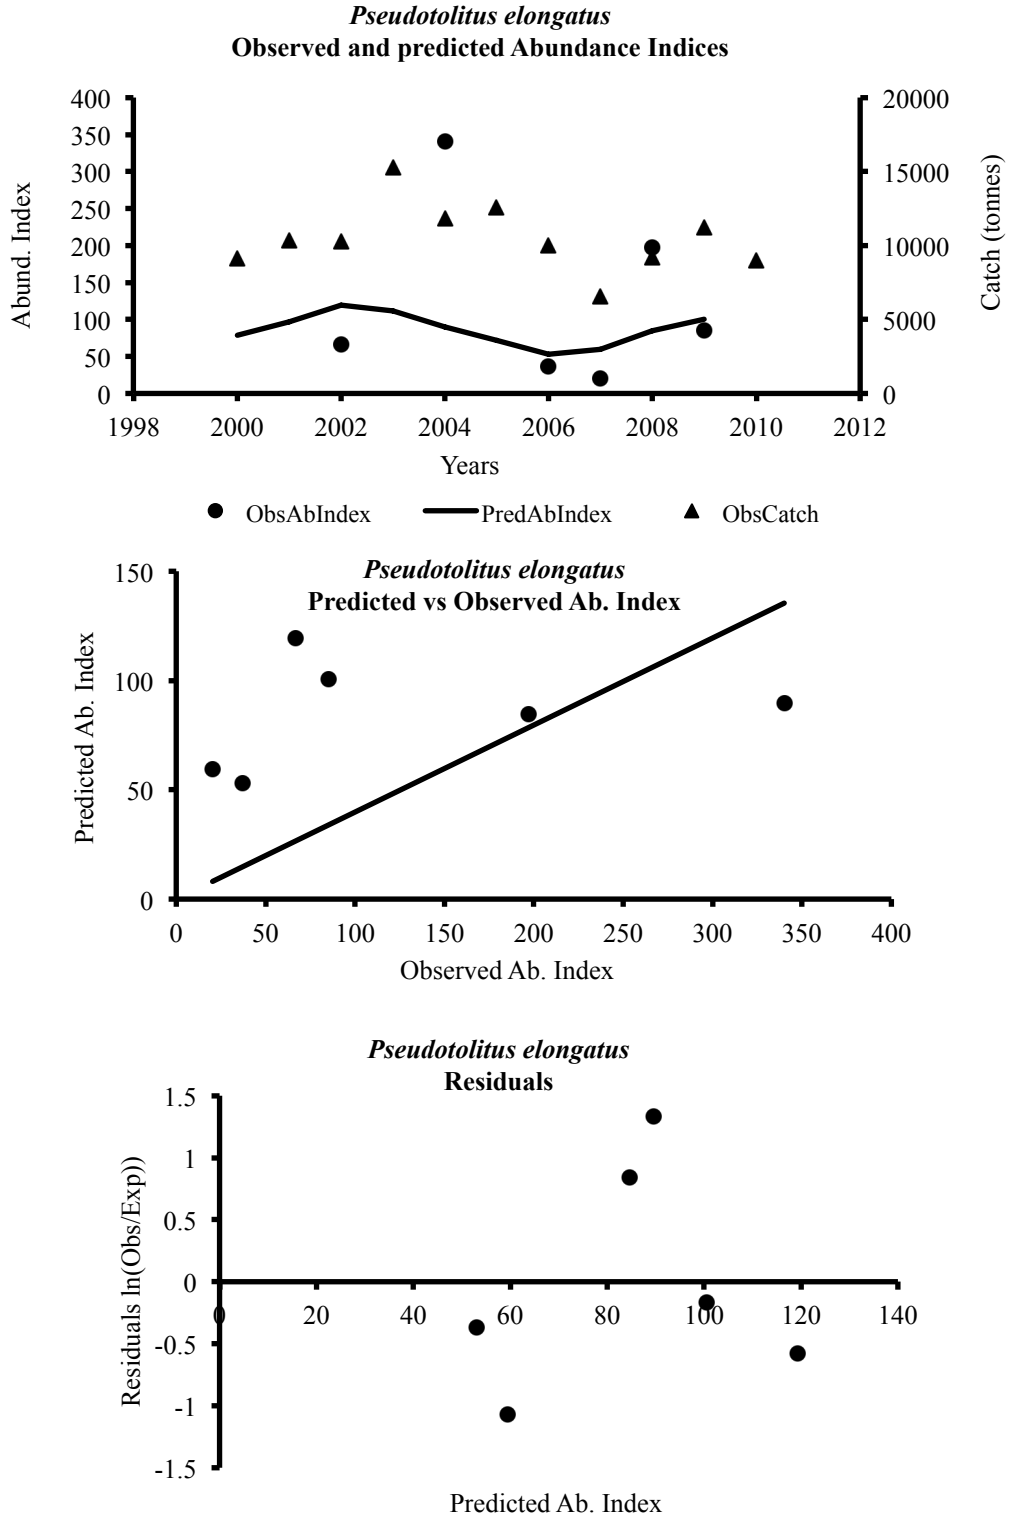 Pseudotolitus elongatus
Observed and predicted Abundance Indices
400
350
300
250
200
150
100
50
0
20000
15000
10000
5000
0
Abund. Index
Catch (tonnes)
1998 2000 2002 2004 2006 2008 2010 2012
Years
ObsAbIndex PredAbIndex ObsCatch
Pseudotolitus elongatus
Predicted vs Observed Ab. Index
150
100
50
0
Predicted Ab. Index
0 50 100 150 200 250 300 350 400
Observed Ab. Index
Pseudotolitus elongatus
Residuals
1.5
1
0.5
0
-0.5
-1
-1.5
Residuals ln(Obs/Exp))
0 20 40 60 80 100 120 140
Predicted Ab. Index